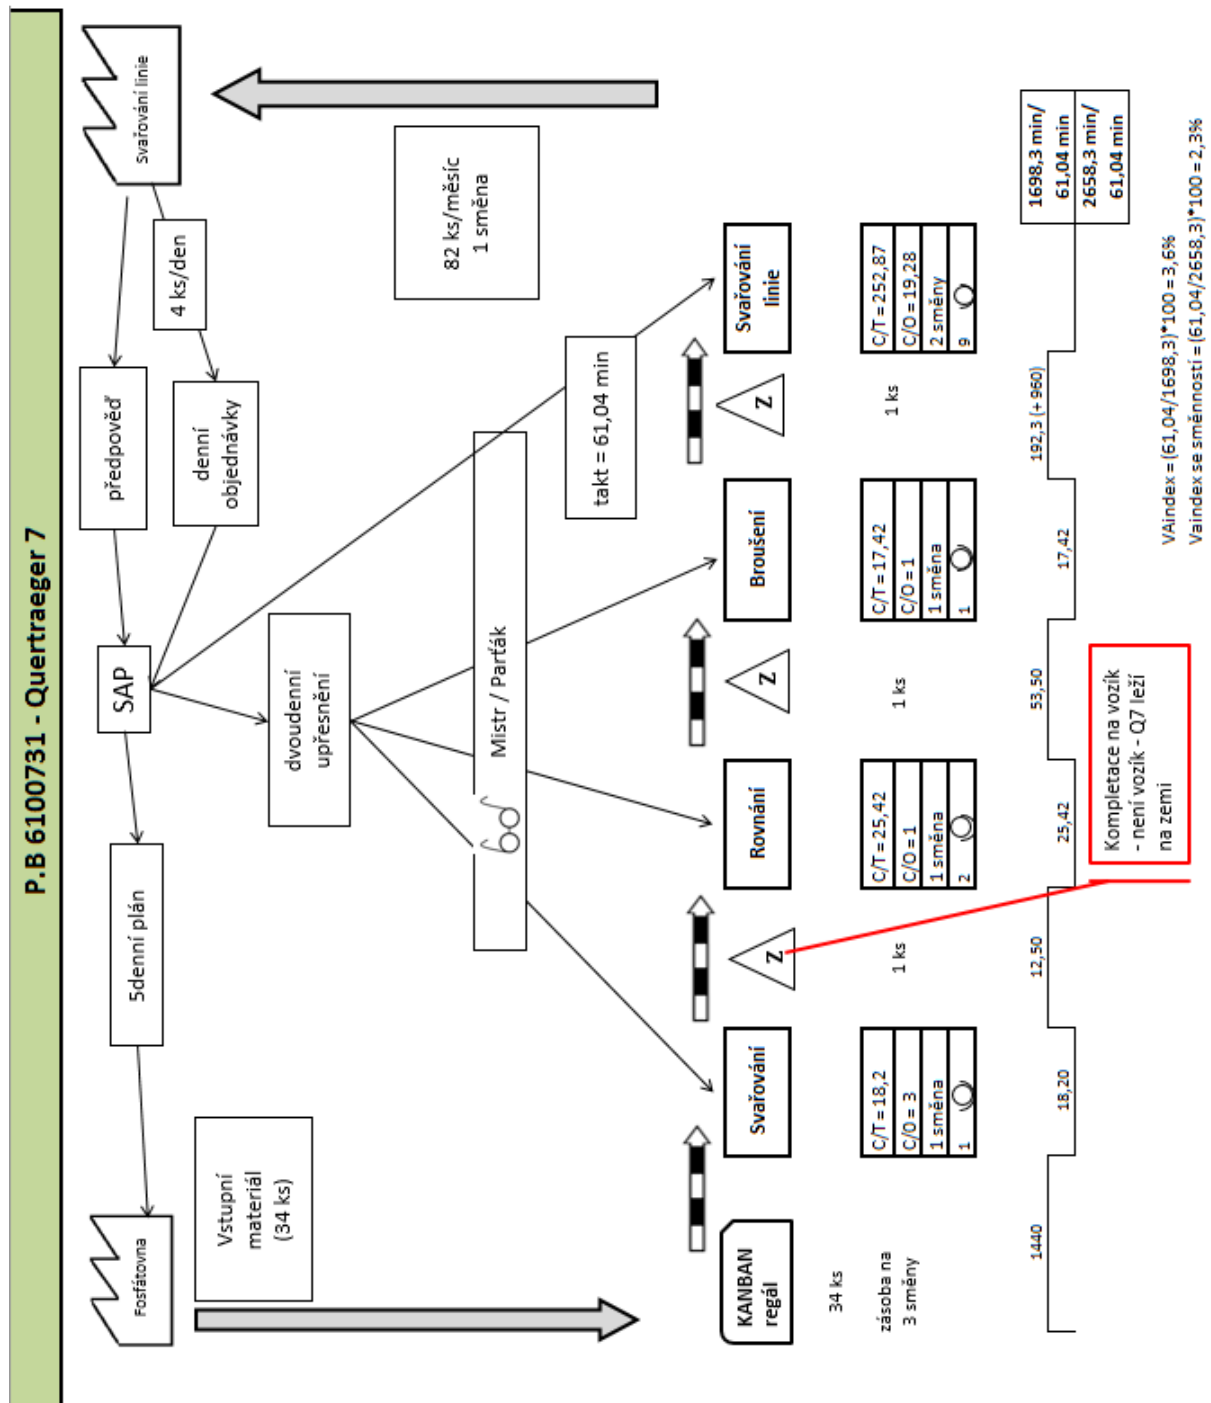 P.B 6100731 - Quertraeger 7
Fosfátovna
5denní plán
SAP
předpověď
denní
objednávky
4 ks/den
Svařování linie
Vstupní
materiál
(34 ks)
dvoudenní
upřesnění
82 ks/měsíc
1 směna
Mistr / Parťák
takt = 61,04 min
KANBAN
regál
34 ks
zásoba na
3 směny
Svařování
C/T = 18,2
C/O = 3
1 směna
1
Z
1 ks
Rovnání
C/T = 25,42
C/O = 1
1 směna
2
Z
1 ks
Broušení
C/T = 17,42
C/O = 1
1 směna
1
Z
1 ks
Svařování
linie
C/T = 252,87
C/O = 19,28
2 směny
9
1440
18,20
12,50
25,42
53,50
17,42
192,3 (+ 960)
1698,3 min/
61,04 min
2658,3 min/
61,04 min
Kompletace na vozík
- není vozík - Q7 leží
na zemi
VAindex = (61,04/1698,3)*100 = 3,6%
Vaindex se směnností = (61,04/2658,3)*100 = 2,3%